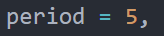 period = 5,